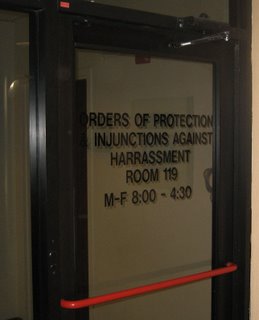 ORDERS OF PROTECTION
& INJUNCTIONS AGAINST
HARRASSMENT
ROOM 119
M-F 8:00 - 4:30